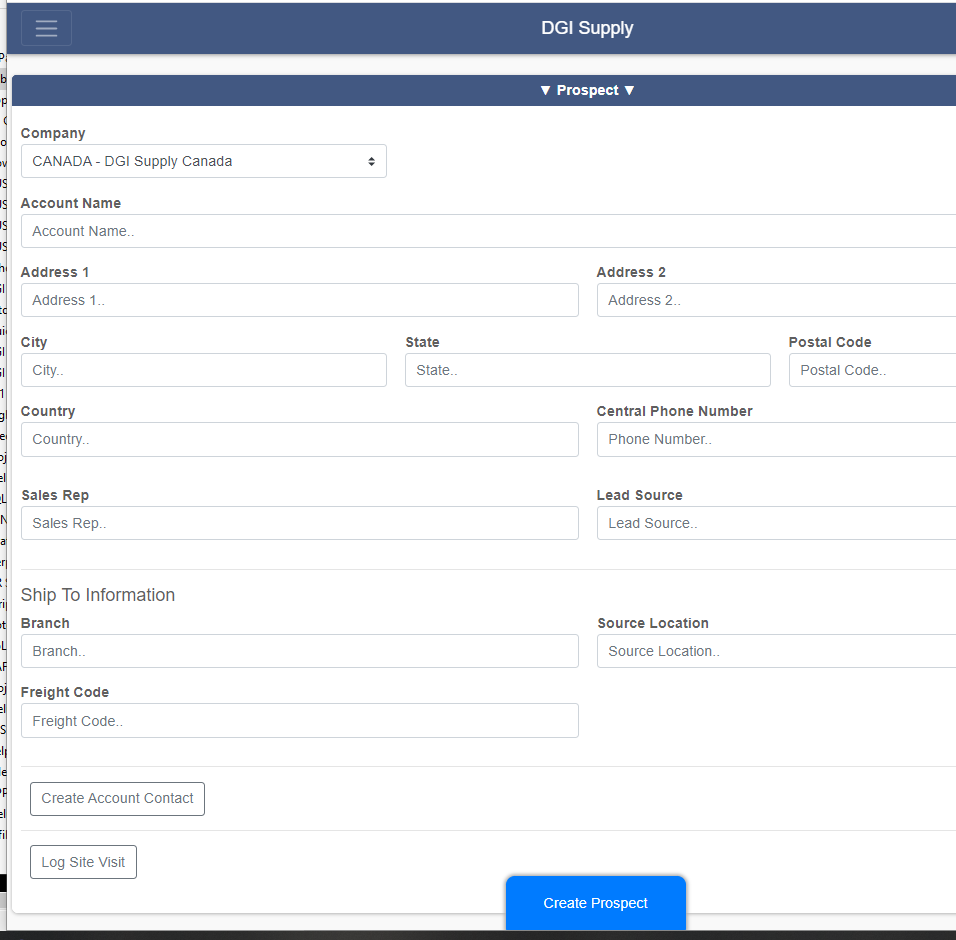 DGI Supply
▼ Prospect ▼
Company
CANADA - DGI Supply Canada
Account Name
Account Name..
Address 1 Address 2
Address 1.. Address 2..
City State Postal Code
City.. State.. Postal Code..
Country Central Phone Number
Country.. Phone Number..
Sales Rep Lead Source
Sales Rep.. Lead Source..
Ship To Information
Branch Source Location
Branch.. Source Location..
Freight Code
Freight Code..
Create Account Contact
Log Site Visit
Create Prospect